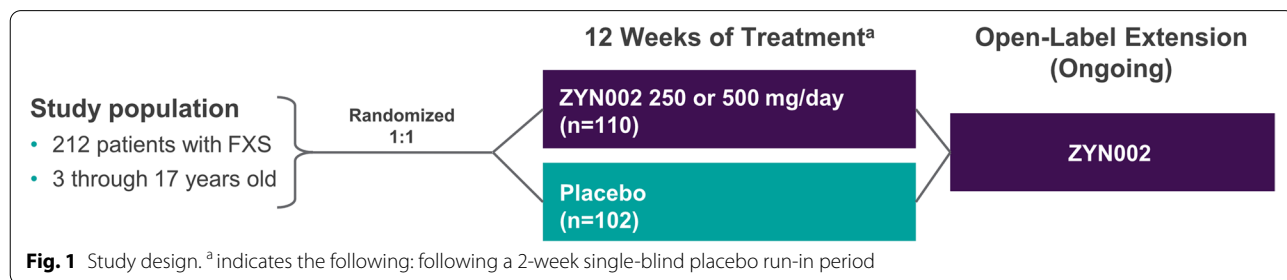 12 Weeks of Treatmentª
Open-Label Extension
(Ongoing)
Study population
• 212 patients with FXS
• 3 through 17 years old
Randomized
1:1
ZYN002 250 or 500 mg/day
(n=110)
Placebo
(n=102)
ZYN002
Fig. 1 Study design. ª indicates the following: following a 2-week single-blind placebo run-in period